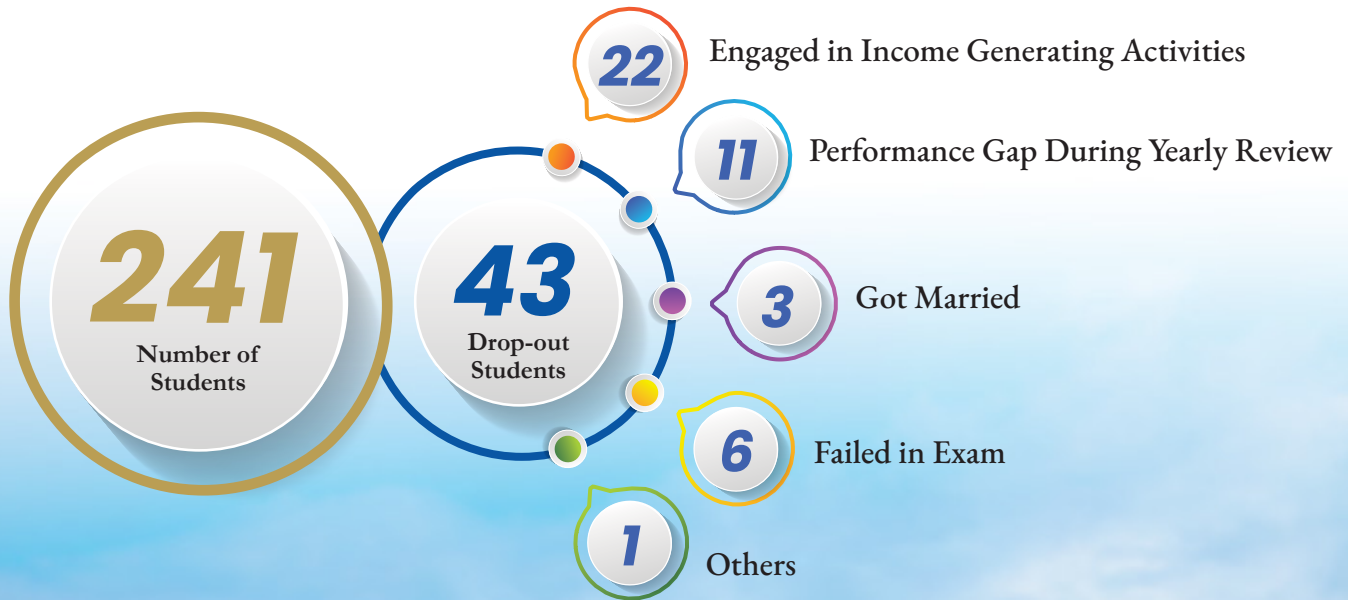 241
Number of
Students
43
Drop-out
Students
22
Engaged in Income Generating Activities
11
Performance Gap During Yearly Review
3
Got Married
6
Failed in Exam
1
Others